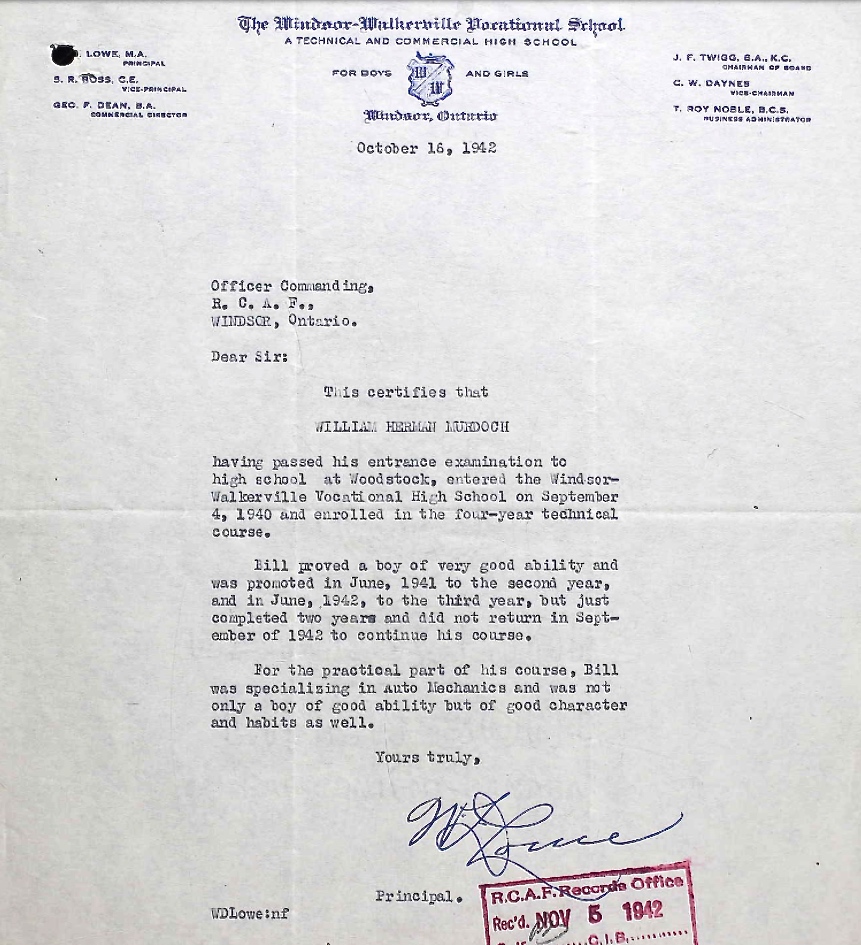 The Windsor-Walkerville Vocational School
A TECHNICAL AND COMMERCIAL HIGH SCHOOL
LOWE, M.A.
PRINCIPAL
S. R. ROSS, C.E.
VICE-PRINCIPAL
GEO. F. DEAN, B.A.
COMMERCIAL DIRECTOR
FOR BOYS AND GIRLS
Windsor, Ontario
J. F. TWIGG, B.A., K.C.
CHAIRMAN OF BOARD
C. W. DAYNES
VICE-CHAIRMAN
T. ROY NOBLE, B.C.S.
BUSINESS ADMINISTRATOR
October 16, 1942
Officer Commanding,
R. C. A. F.,
WINDSOR, Ontario.
Dear Sir:
This certifies that
WILLIAM HERMAN MURDOCH
having passed his entrance examination to
high school at Woodstock, entered the Windsor-
Walkerville Vocational High School on September
4, 1940 and enrolled in the four-year technical
course.
Bill proved a boy of very good ability and
was promoted in June, 1941 to the second year,
and in June, 1942, to the third year, but just
completed two years and did not return in Sept-
ember of 1942 to continue his course.
For the practical part of his course, Bill
was specializing in Auto Mechanics and was not
only a boy of good ability but of good character
and habits as well.
Yours truly,
WDLowe
Principal.
WDLowe:nf
R.C.A.F. Records Office
Rec'd. NOV 5 1942
C.I.B.